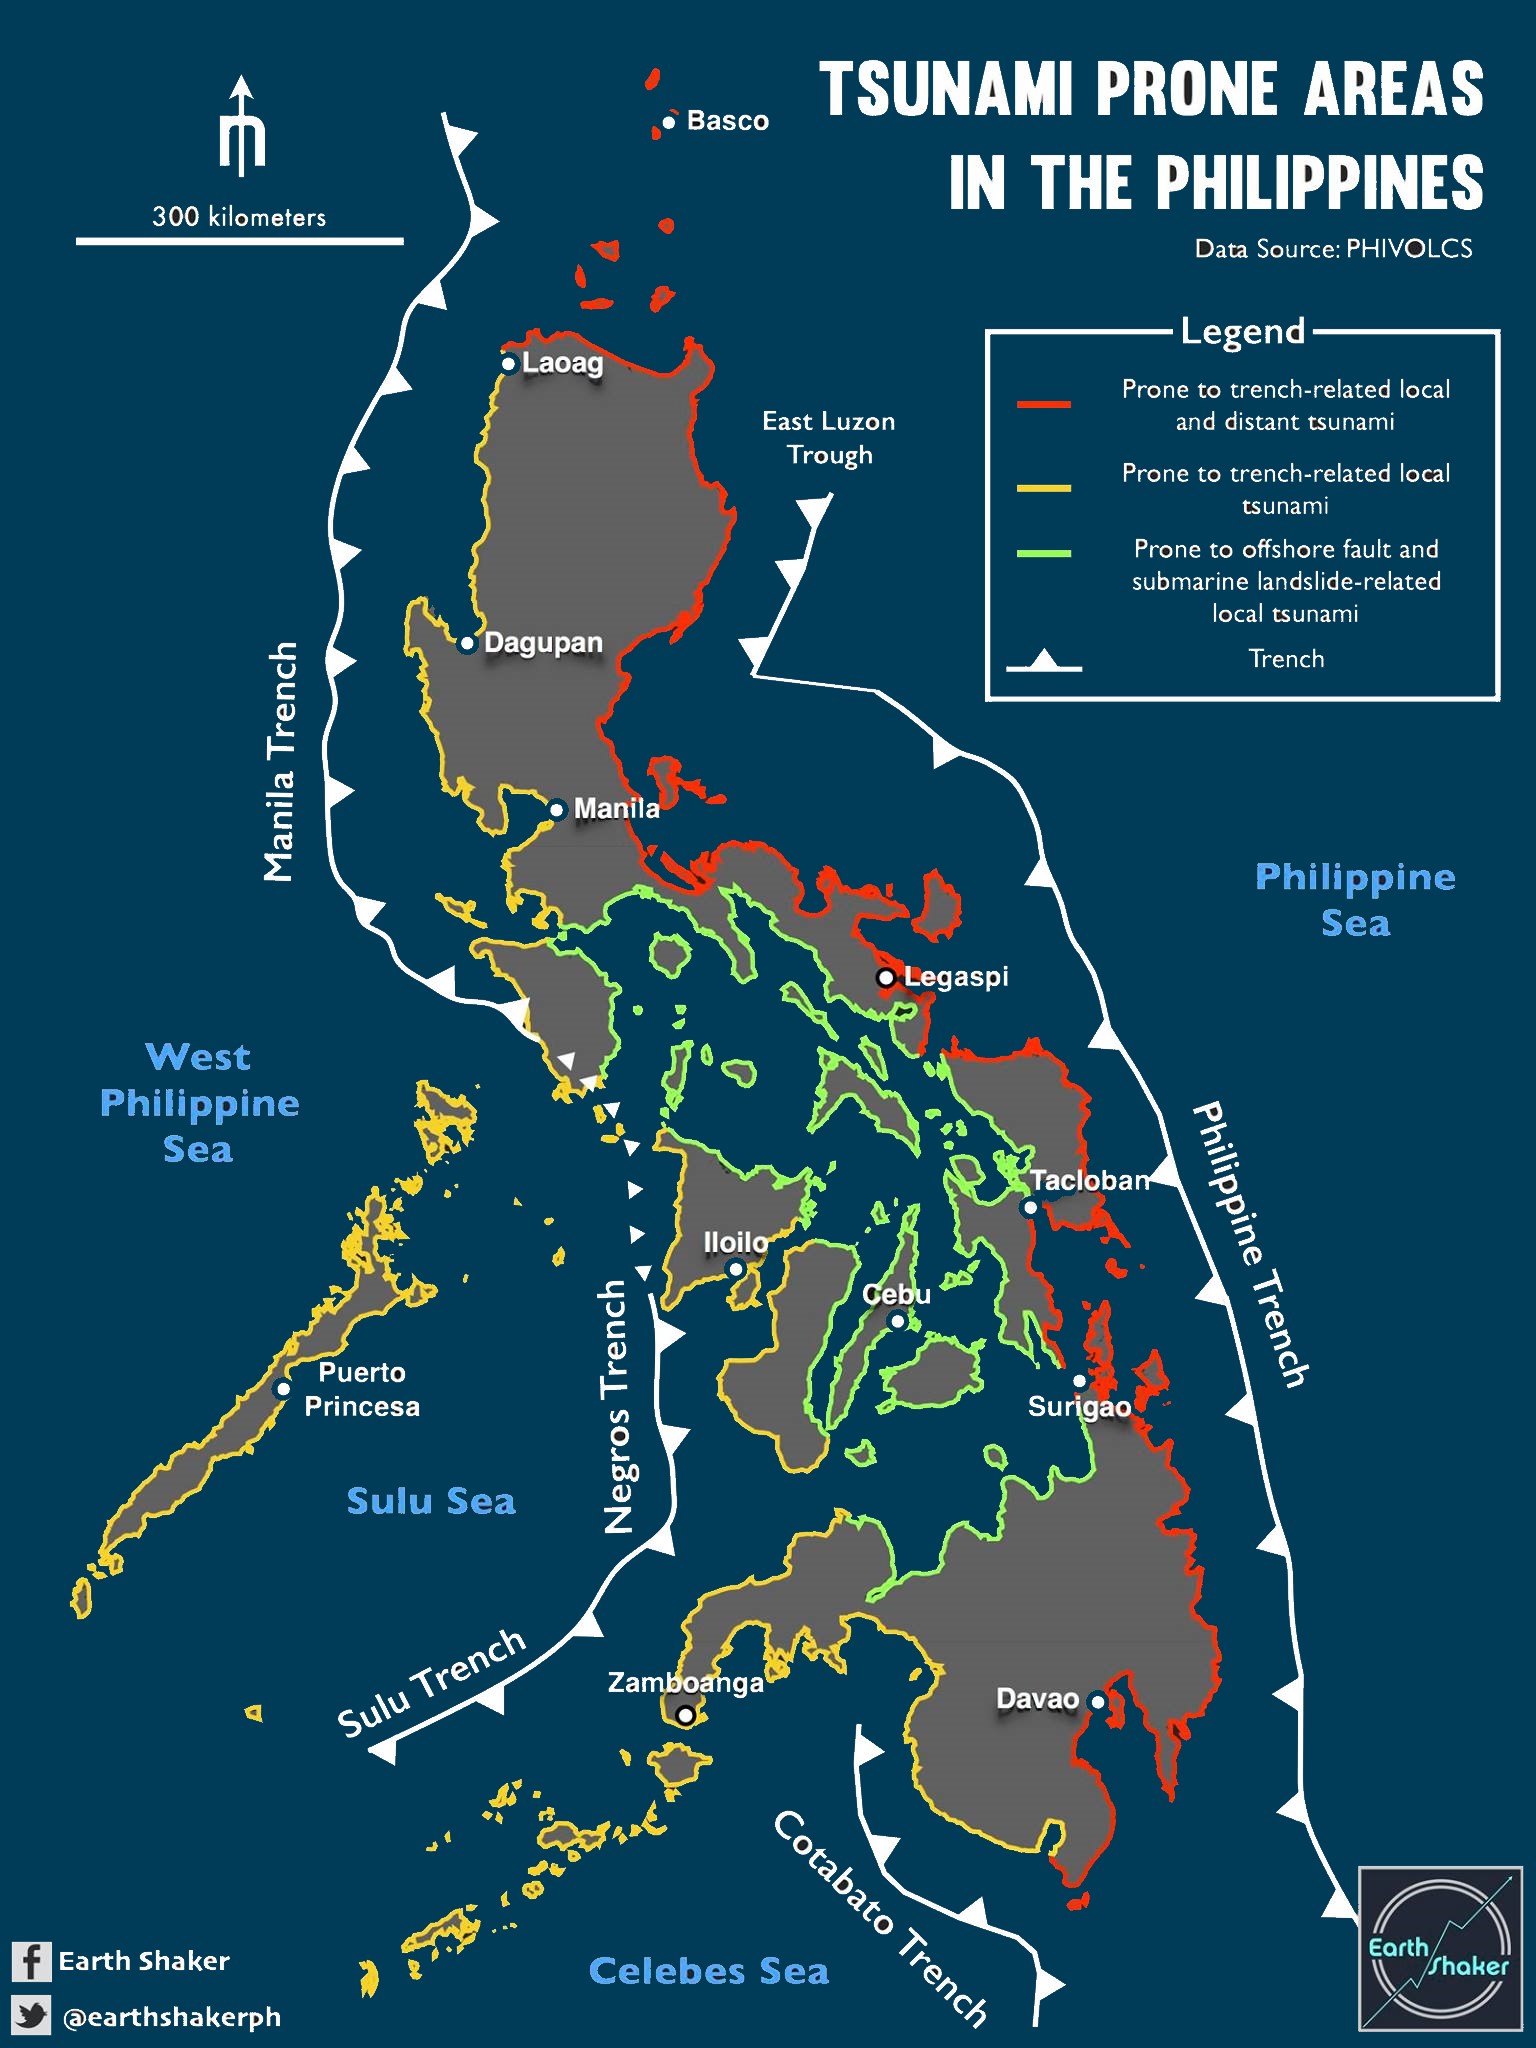 TSUNAMI PRONE AREAS
IN THE PHILIPPINES
Data Source: PHIVOLCS
300 kilometers
Legend
Prone to trench-related local
and distant tsunami
Prone to trench-related local
tsunami
Prone to offshore fault and
submarine landslide-related
local tsunami
Trench
Basco
Laoag
East Luzon
Trough
Dagupan
Manila Trench
Manila
Philippine
Sea
Legaspi
West
Philippine
Sea
Philippine Trench
Tacloban
Iloilo
Cebu
Negros Trench
Puerto
Princesa
Surigao
Sulu Sea
Sulu Trench
Zamboanga
Davao
Cotabato Trench
Celebes Sea
Earth Shaker
@earthshakerph
Earth
Shaker